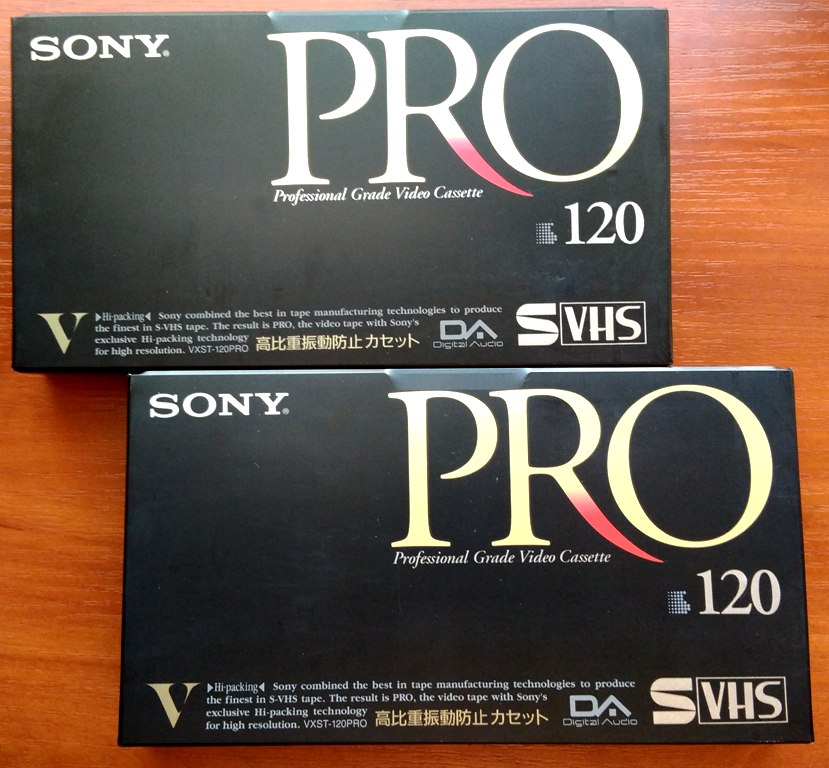 SONY®
PRO
Professional Grade Video Cassette
120
V
▶Hi-packing◀ Sony combined the best in tape manufacturing technologies to produce
the finest in S-VHS tape. The result is PRO, the video tape with Sony's
exclusive Hi-packing technology
for high resolution. VXST-120PRO 高比重振動防止カセット
DA
Digital Audio
S VHS
SONY®
PRO
Professional Grade Video Cassette
120
V
▶Hi-packing◀ Sony combined the best in tape manufacturing technologies to produce
the finest in S-VHS tape. The result is PRO, the video tape with Sony's
exclusive Hi-packing technology
for high resolution. VXST-120PRO 高比重振動防止カセット
DA
Digital Audio
S VHS